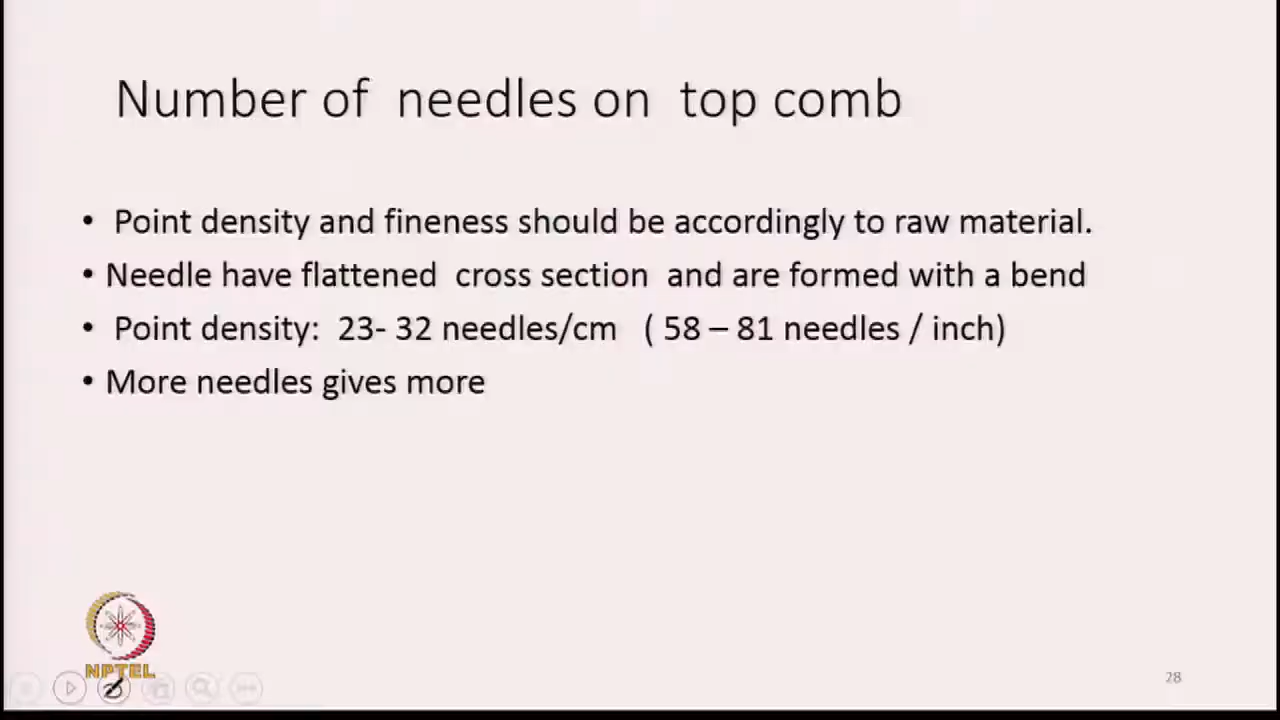 Number of needles on top comb
• Point density and fineness should be accordingly to raw material.
• Needle have flattened cross section and are formed with a bend
• Point density: 23- 32 needles/cm ( 58 – 81 needles / inch)
• More needles gives more
NPTEL
28